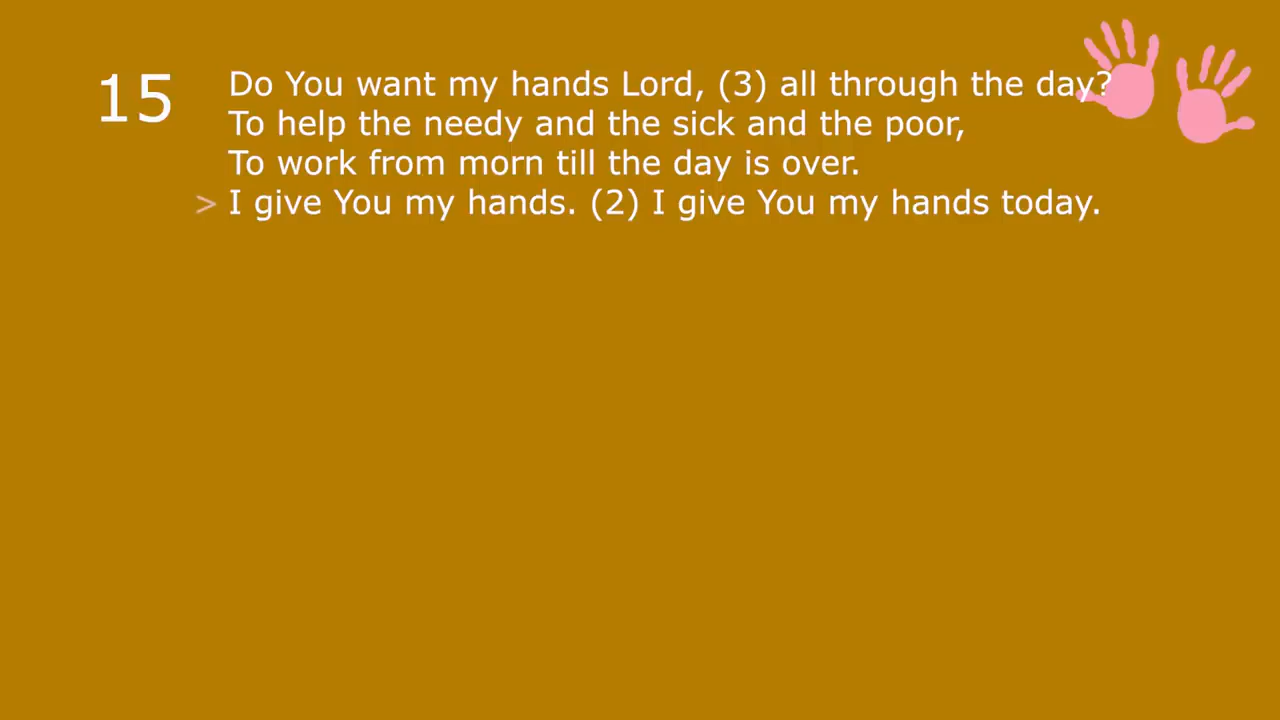 15
Do You want my hands Lord, (3) all through the day?
To help the needy and the sick and the poor,
To work from morn till the day is over.
> I give You my hands. (2) I give You my hands today.